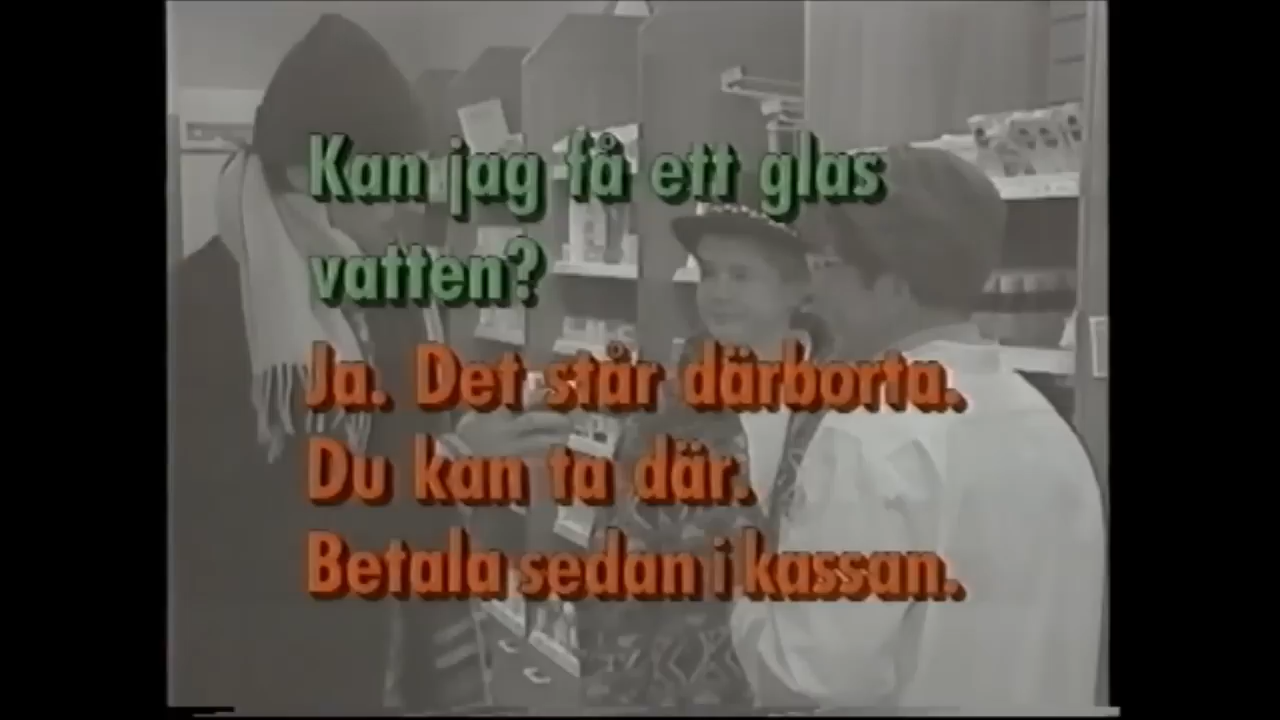 Kan jag få ett glas
vatten?
Ja. Det står därborta.
Du kan ta där.
Betala sedan i kassan.